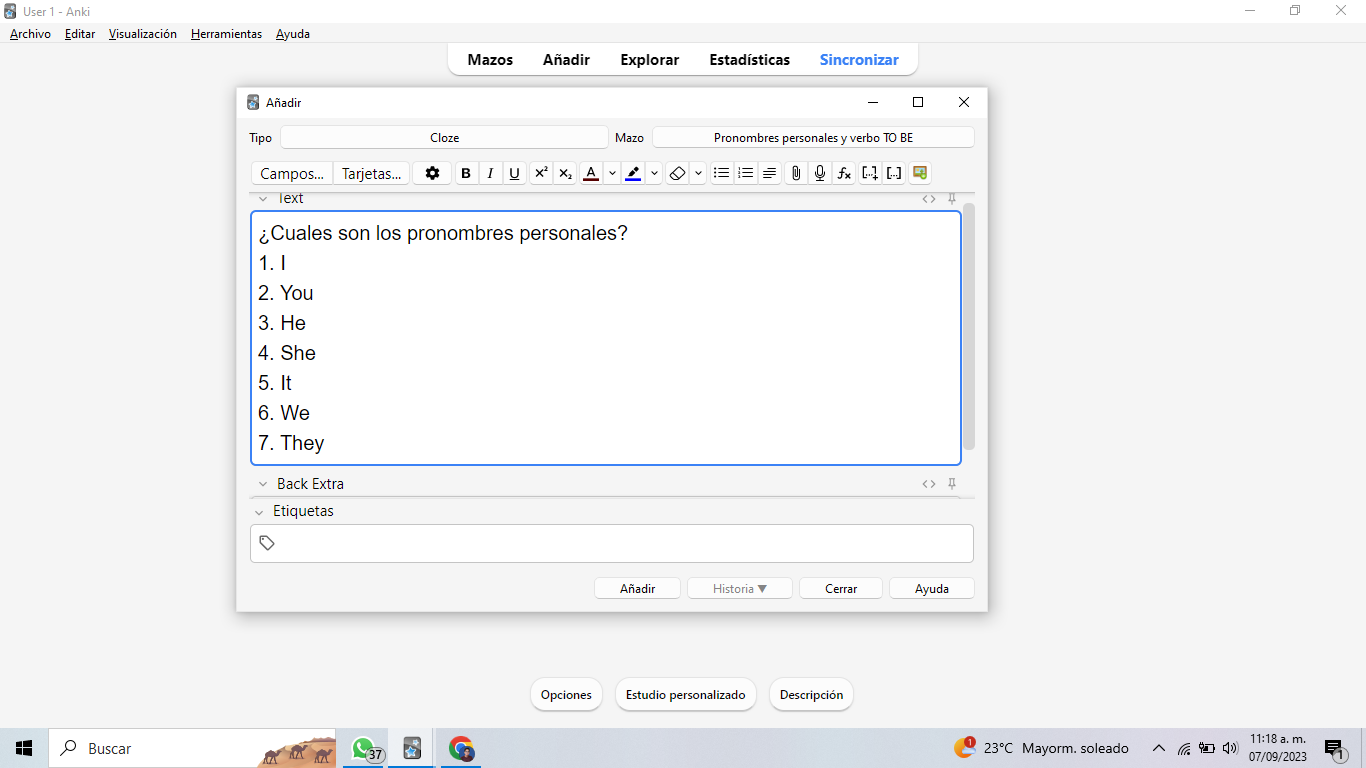 User 1 - Anki
Archivo Editar Visualización Herramientas Ayuda
Mazos Añadir Explorar Estadísticas Sincronizar
Añadir
Tipo Cloze Mazo Pronombres personales y verbo TO BE
Campos... Tarjetas... B I U x² x₂ A fx [...] [...]
Text
¿Cuales son los pronombres personales?
1. I
2. You
3. He
4. She
5. It
6. We
7. They
Back Extra
Etiquetas
Añadir Historia ▼ Cerrar Ayuda
Opciones Estudio personalizado Descripción
Buscar 37 1 23°C Mayorm. soleado 11:18 a. m.
07/09/2023 1